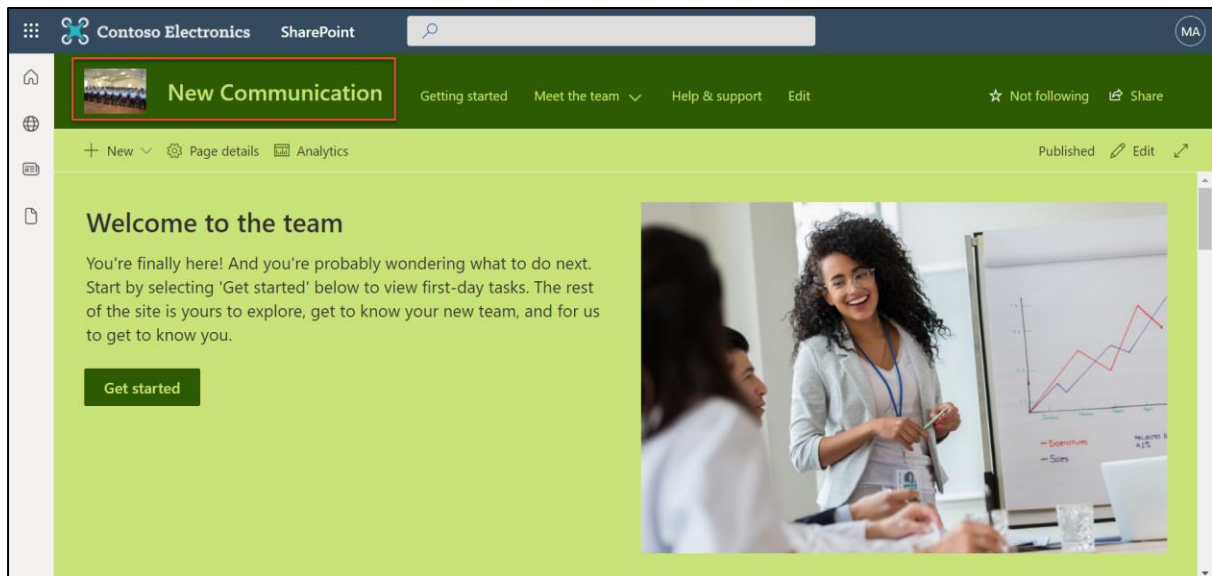 Contoso Electronics SharePoint MA
New Communication Getting started Meet the team Help & support Edit Not following Share
New Page details Analytics Published Edit
Welcome to the team
You're finally here! And you're probably wondering what to do next.
Start by selecting 'Get started' below to view first-day tasks. The rest
of the site is yours to explore, get to know your new team, and for us
to get to know you.
Get started
Expenditures
Sales